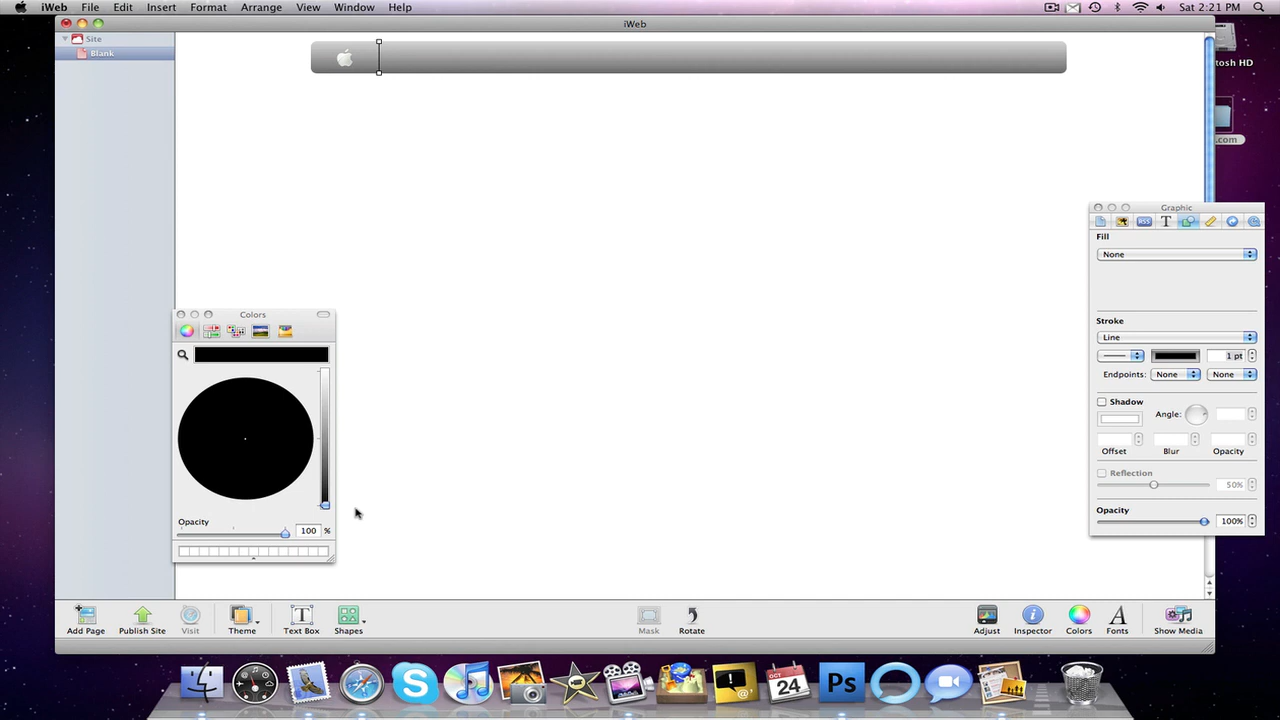 iWeb File Edit Insert Format Arrange View Window Help Sat 2:21 PM
iWeb
Site
Blank
tosh HD
.com
Graphic
RSS T
Fill
None
Colors
Stroke
Line
1 pt
Endpoints: None None
Shadow
Angle:
Offset Blur Opacity
Reflection 50%
Opacity
100%
Opacity
100 %
T
A
Add Page Publish Site Visit Theme Text Box Shapes Mask Rotate Adjust Inspector Colors Fonts Show Media
OCT
24
Ps